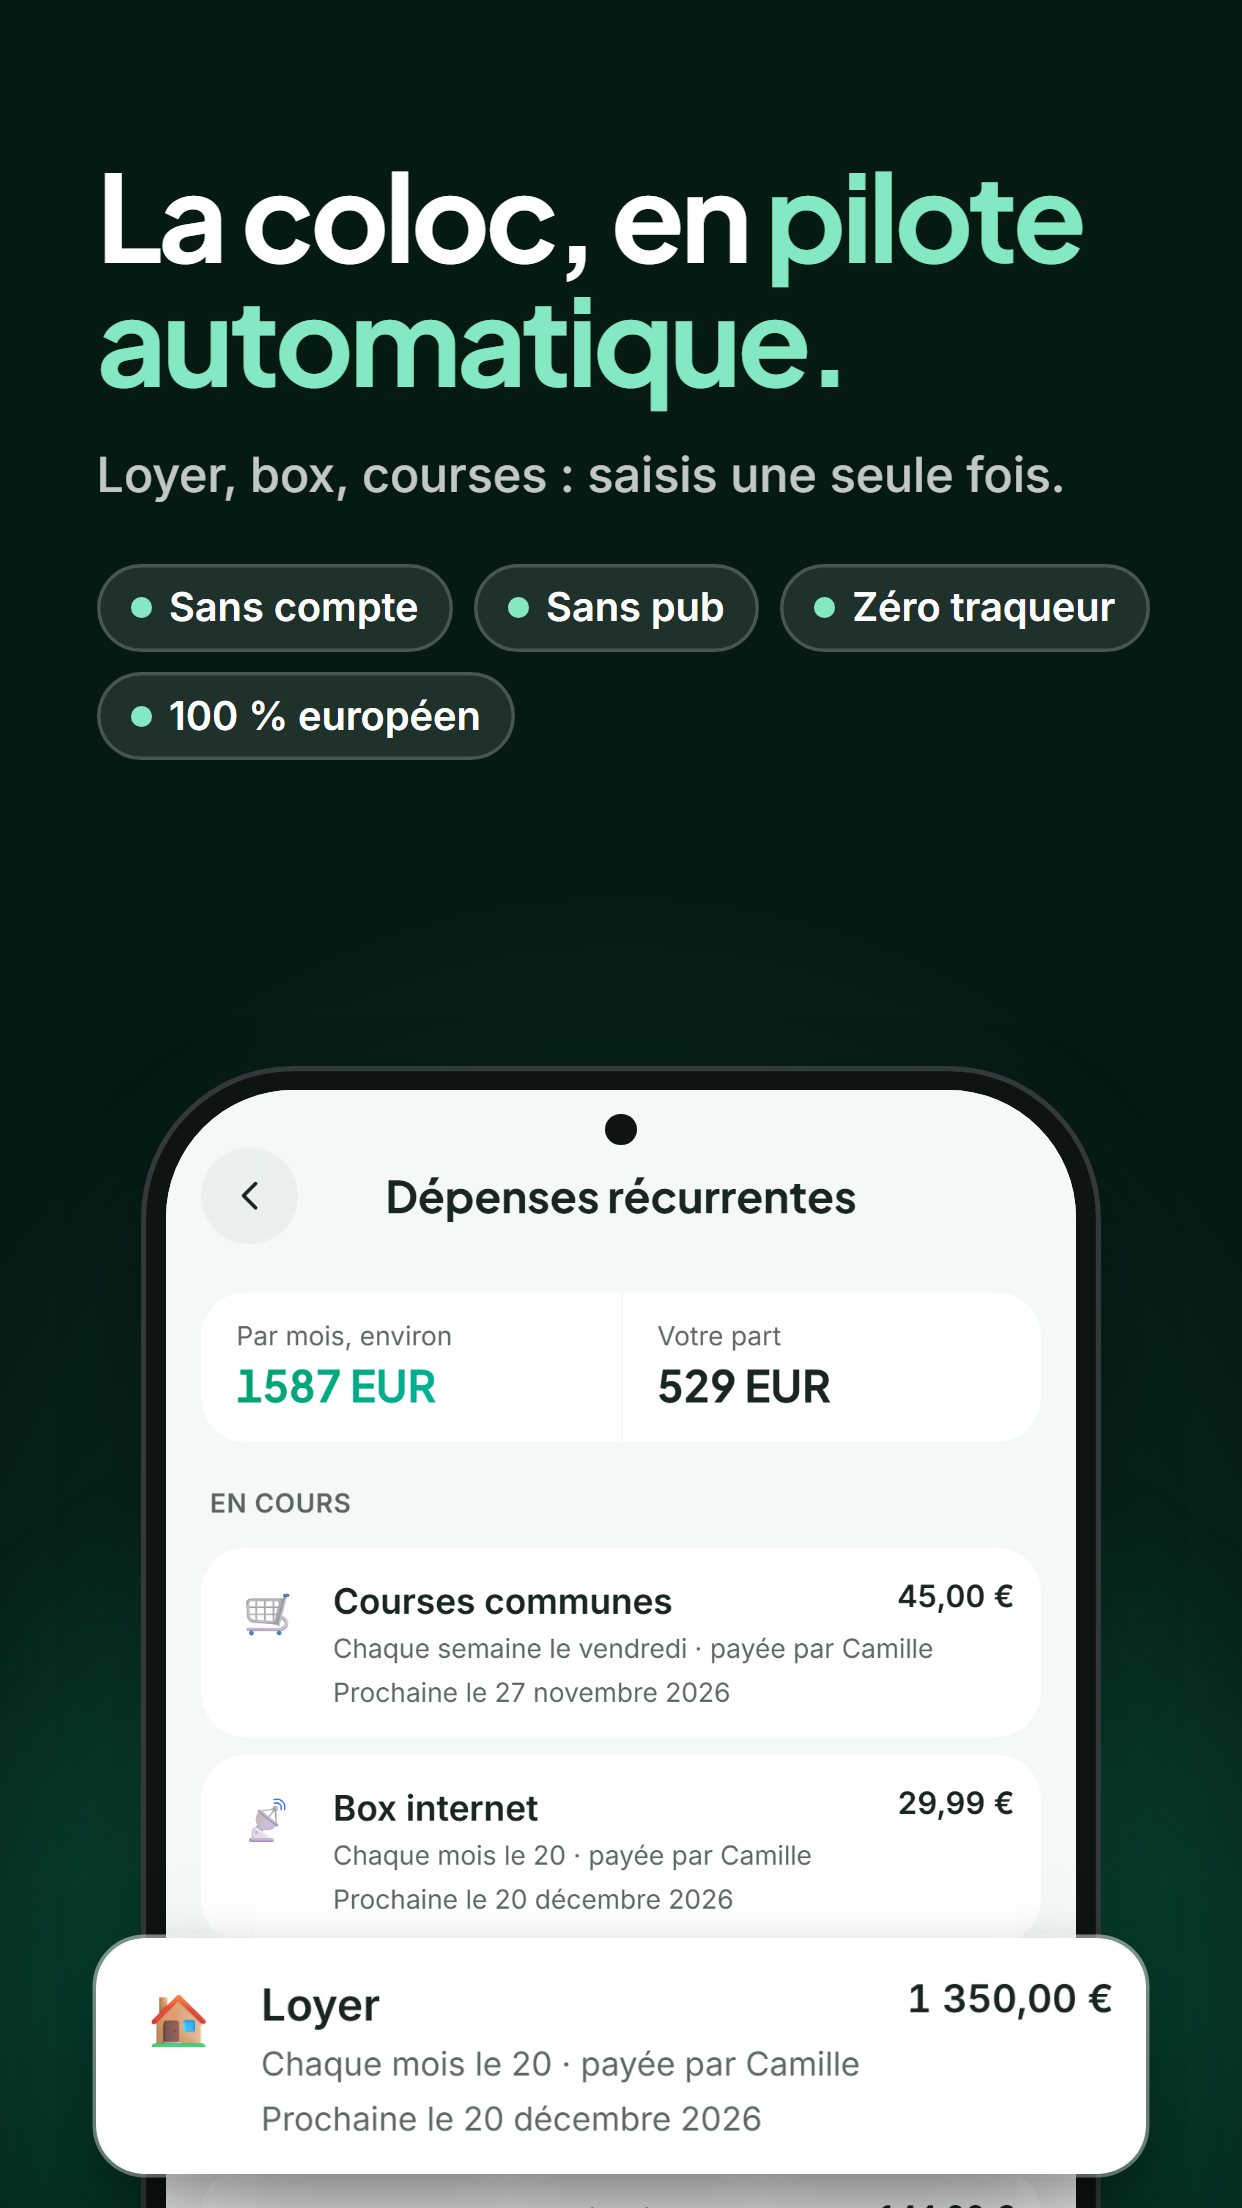 La coloc, en pilote
automatique.
Loyer, box, courses : saisis une seule fois.
Sans compte
Sans pub
Zéro traqueur
100 % européen
Dépenses récurrentes
Par mois, environ
Votre part
1587 EUR
529 EUR
EN COURS
Courses communes
45,00 €
Chaque semaine le vendredi · payée par Camille
Prochaine le 27 novembre 2026
Box internet
29,99 €
Chaque mois le 20 · payée par Camille
Prochaine le 20 décembre 2026
Loyer
1 350,00 €
Chaque mois le 20 · payée par Camille
Prochaine le 20 décembre 2026